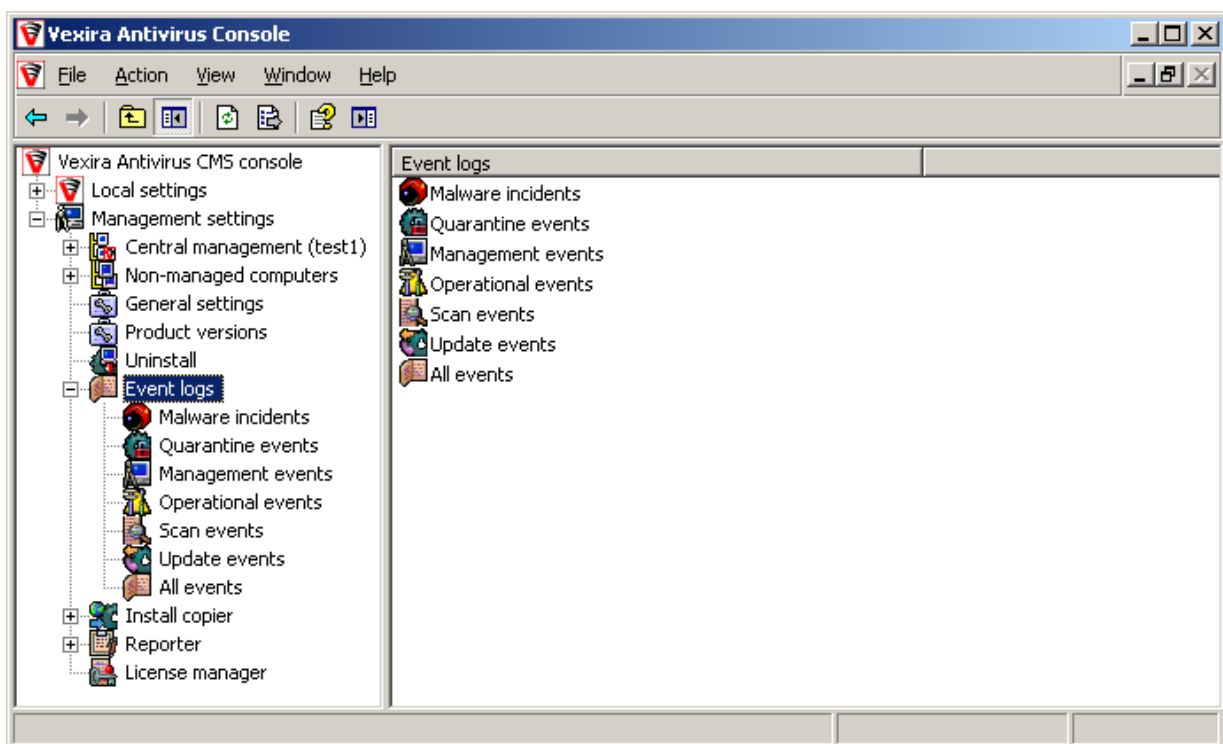 Vexira Antivirus Console
File Action View Window Help
Vexira Antivirus CMS console
Local settings
Management settings
Central management (test1)
Non-managed computers
General settings
Product versions
Uninstall
Event logs
Malware incidents
Quarantine events
Management events
Operational events
Scan events
Update events
All events
Install copier
Reporter
License manager
Event logs
Malware incidents
Quarantine events
Management events
Operational events
Scan events
Update events
All events